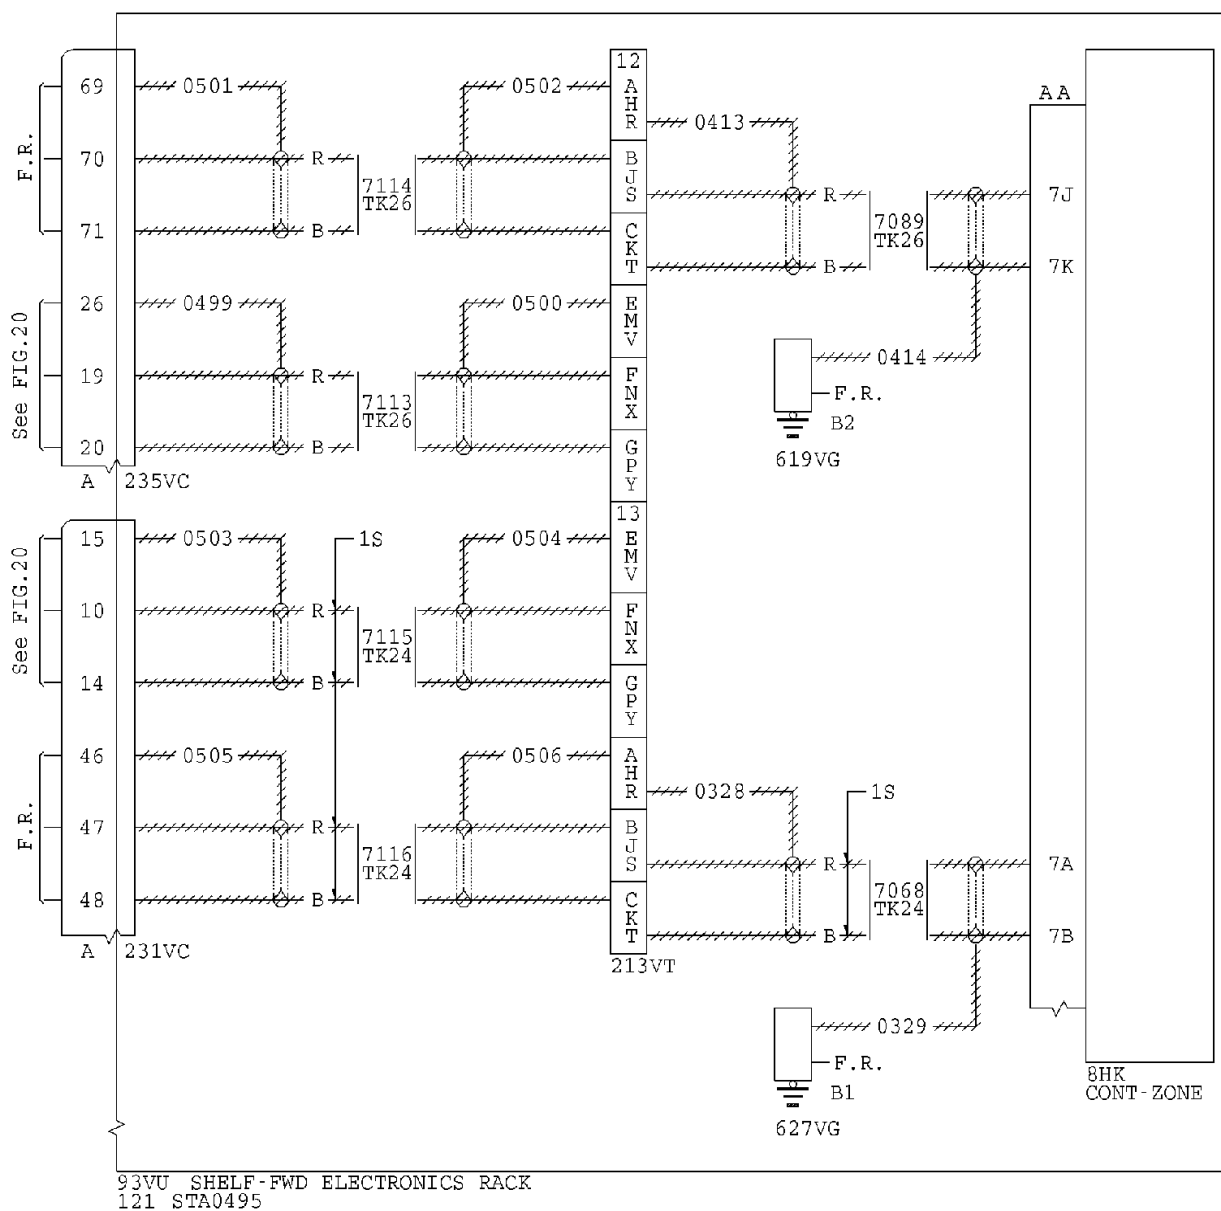 12
69 0501 0502 A
H
R 0413
AA
F.R.
70 R B
J
S
7114
TK26
R 7J
7089
TK26
71 B C
K
T B 7K
26 0499 0500 E
M
V
See FIG.20
0414
19 R F
N
X
7113
TK26
F.R.
B2
20 B G
P
Y
619VG
A 235VC
13
15 0503 1S 0504 E
M
V
See FIG.20
10 R F
N
X
7115
TK24
14 B G
P
Y
46 0505 0506 A
H
R 0328 1S
F.R.
47 R B
J
S
7116
TK24
R 7A
7068
TK24
48 B C
K
T B 7B
A 231VC
213VT
0329
F.R.
B1
627VG
8HK
CONT-ZONE
93VU SHELF-FWD ELECTRONICS RACK
121 STA0495